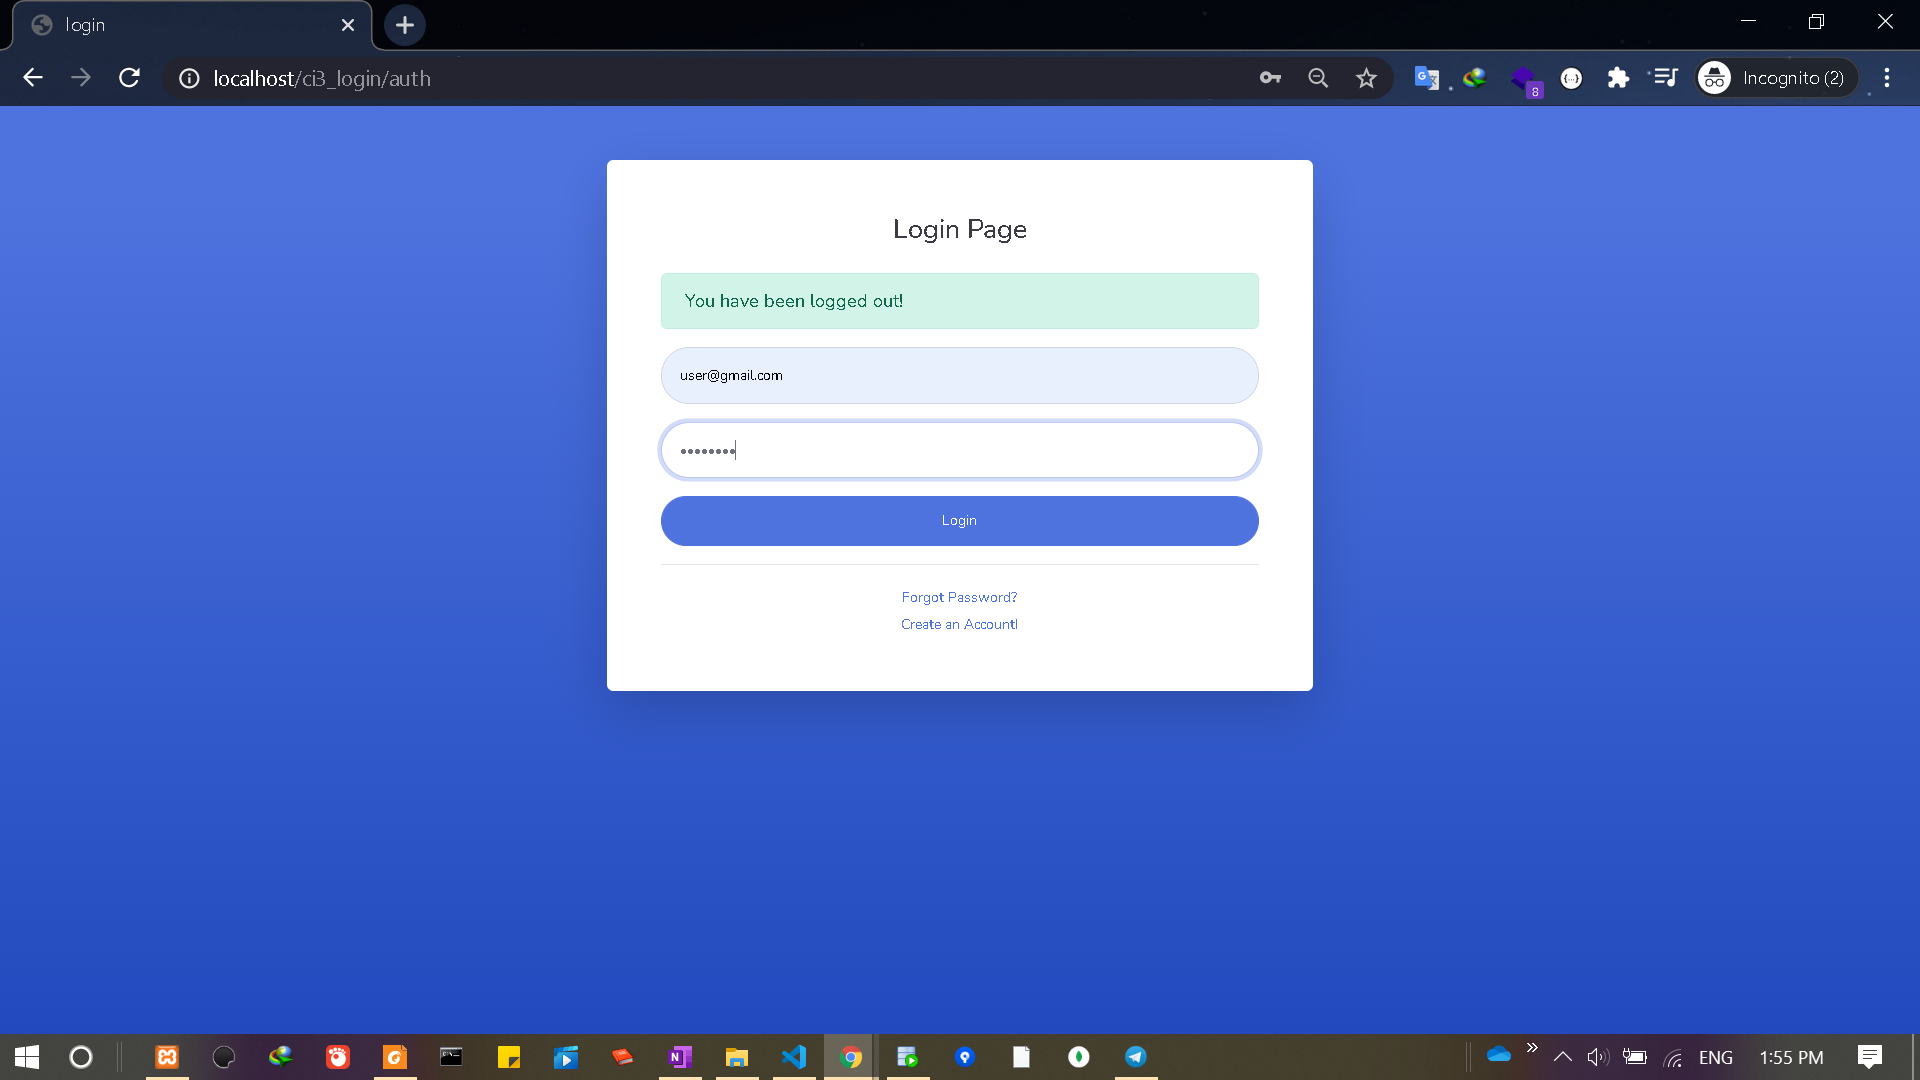 login
localhost/ci3_login/auth
8
Incognito (2)
Login Page
You have been logged out!
user@gmail.com
••••••••
Login
Forgot Password?
Create an Account!
ENG
1:55 PM